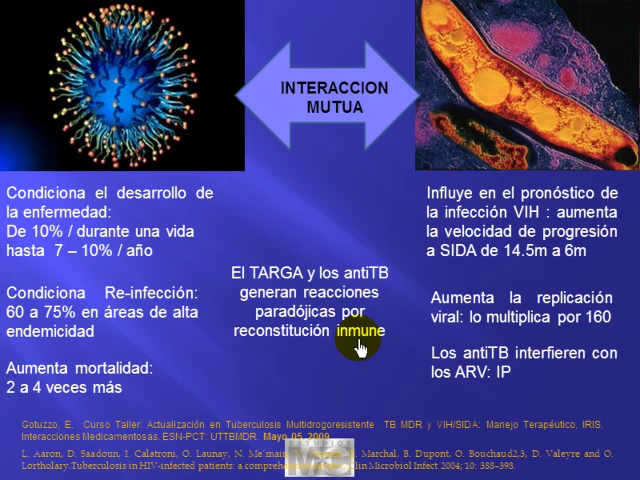 INTERACCION
MUTUA
Condiciona el desarrollo de
la enfermedad:
De 10% / durante una vida
hasta 7 – 10% / año
Condiciona Re-infección:
60 a 75% en áreas de alta
endemicidad
Aumenta mortalidad:
2 a 4 veces más
El TARGA y los antiTB
generan reacciones
paradójicas por
reconstitución inmune
Influye en el pronóstico de
la infección VIH : aumenta
la velocidad de progresión
a SIDA de 14.5m a 6m
Aumenta la replicación
viral: lo multiplica por 160
Los antiTB interfieren con
los ARV: IP
Gotuzzo, E. Curso Taller: Actualización en Tuberculosis Multidrogoresistente TB MDR y VIH/SIDA: Manejo Terapéutico, IRIS,
Interacciones Medicamentosas. ESN-PCT: UTTBMDR. Mayo 05, 2009
L. Aaron, D. Saadoun, I. Calatroni, O. Launay, N. Me´main, Marchal, B. Dupont, O. Bouchaud2,3, D. Valeyre and O.
Lortholary.Tuberculosis in HIV-infected patients: a comprehensive Clin Microbiol Infect 2004; 10: 388–398.